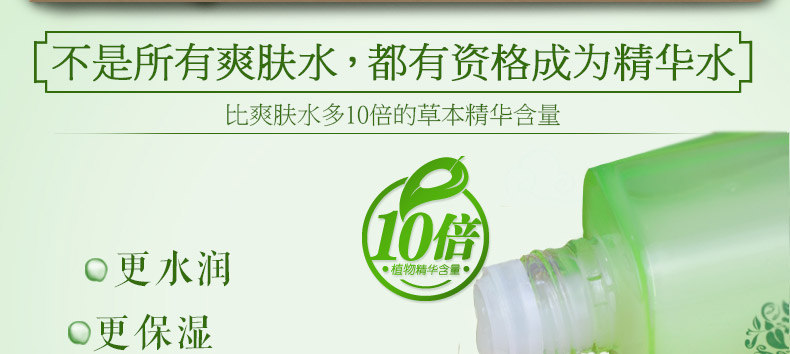 不是所有爽肤水，都有资格成为精华水
比爽肤水多10倍的草本精华含量
10倍
植物精华含量
更水润
更保湿